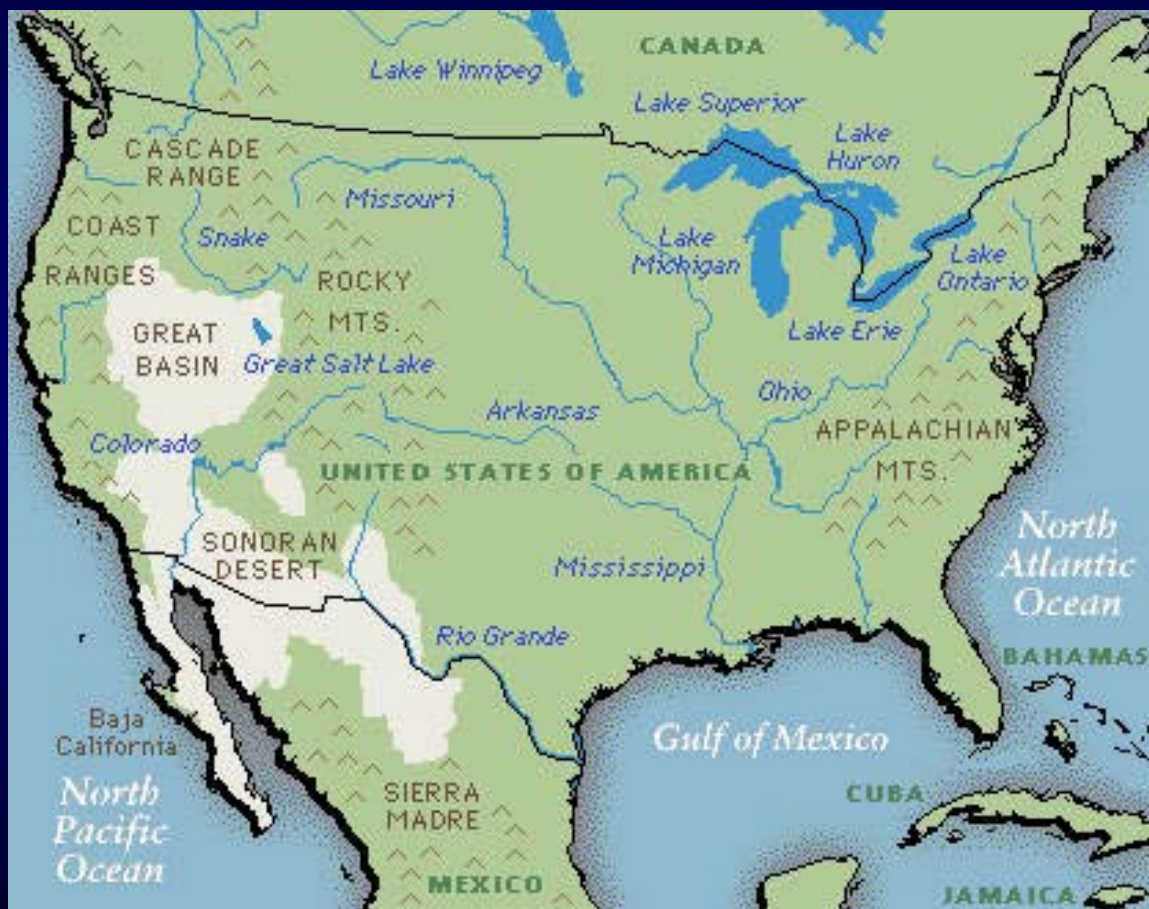 CANADA
Lake Winnipeg
Lake Superior
Lake
Huron
CASCADE
RANGE
Missouri
COAST
RANGES
Snake
Lake
Michigan
Lake
Ontario
ROCKY
MTS.
GREAT
BASIN
Lake Erie
Great Salt Lake
Ohio
Arkansas
APPALACHIAN
MTS.
Colorado
UNITED STATES OF AMERICA
SONORAN
DESERT
Mississippi
North
Atlantic
Ocean
Rio Grande
BAHAMAS
Baja
California
Gulf of Mexico
North
Pacific
Ocean
SIERRA
MADRE
CUBA
MEXICO
JAMAICA